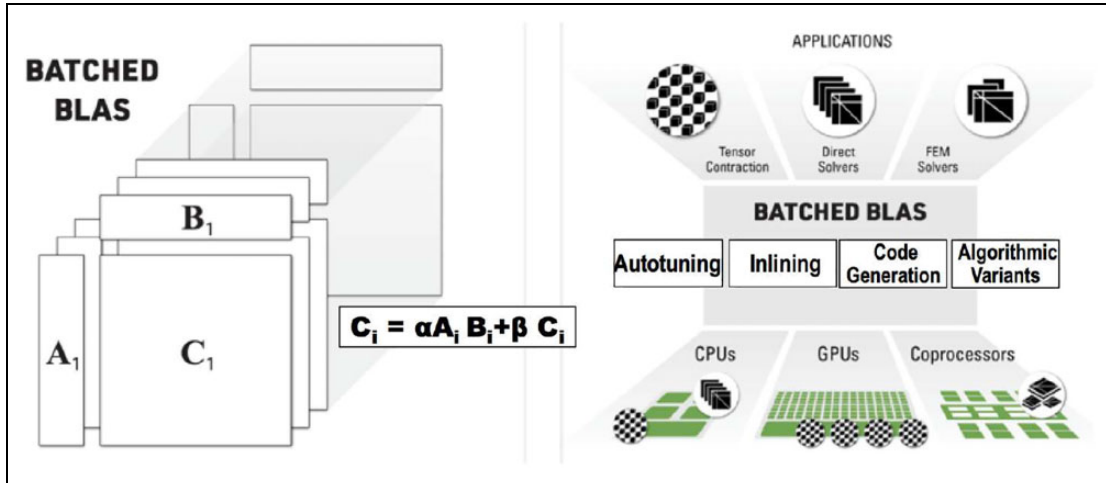 BATCHED
BLAS
B₁
A₁
C₁
Cᵢ = αAᵢ Bᵢ+β Cᵢ
APPLICATIONS
Tensor
Contraction
Direct
Solvers
FEM
Solvers
BATCHED BLAS
Autotuning
Inlining
Code
Generation
Algorithmic
Variants
CPUs
GPUs
Coprocessors